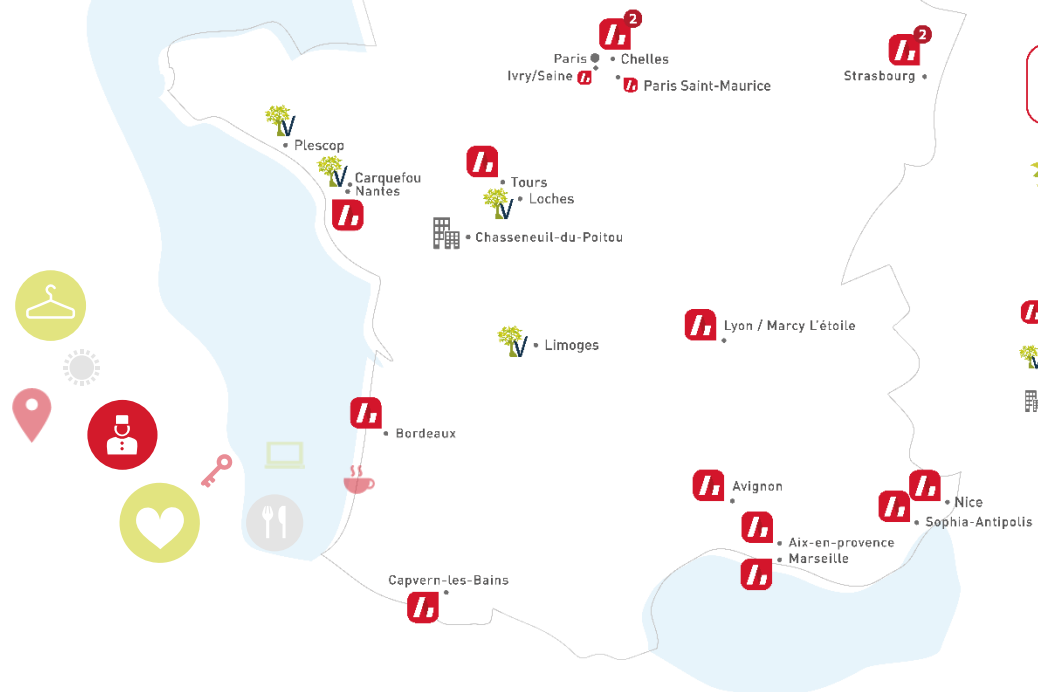 2
2
Paris
Chelles
Ivry/Seine
Paris Saint-Maurice
Strasbourg
Plescop
Carquefou
Nantes
Tours
Loches
Chasseneuil-du-Poitou
Lyon / Marcy L'étoile
Limoges
Bordeaux
Avignon
Nice
Sophia-Antipolis
Aix-en-provence
Marseille
Capvern-les-Bains